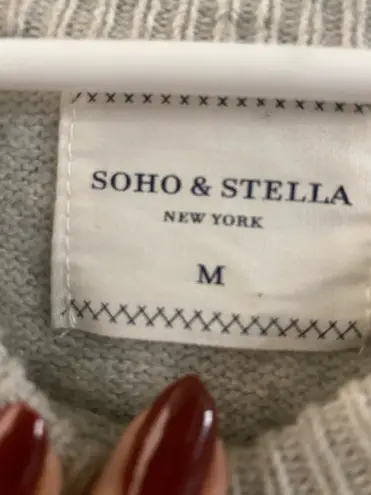 SOHO & STELLA
NEW YORK
M